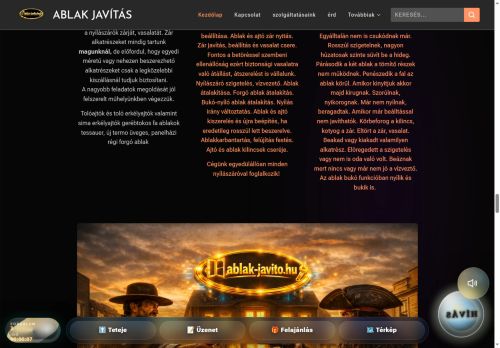 ABLAK JAVÍTÁS
Kezdőlap
Kapcsolat
szolgáltatásaink
érd
Továbbiak
KERESÉS...
a nyílászárók zárját, vasalatát. Zár
alkatrészeket mindig tartunk
magunknál, de előfordul, hogy egyedi
méretű vagy nehezen beszerezhető
alkatrészeket csak a legközelebbi
kiszállásnál tudjuk biztosítani.
A nagyobb feladatok megoldását jól
felszerelt műhelyünkben végezzük.
Tolóajtók és toló erkélyajtók valamint
sima erkélyajtók gerébtokos fa ablakok
tessauer, új termo üveges, panelházi
régi forgó ablak
beállítása. Ablak és ajtó zár nyitás.
Zár javítás, beállítás és vasalat csere.
Fontos a betöréssel szembeni
ellenállóság ezért biztonsági vasalatra
való átállást, átszerelést is vállalunk.
Nyílászáró szigetelés, vízvezető. Ablak
átalakítása. Forgó ablak átalakítás.
Bukó-nyíló ablak átalakítás. Nyílás
irány változtatás. Ablak és ajtó
kiszerelés és újra beépítés, ha
eredetileg rosszul lett beszerelve.
Ablakkarbantartás, felújítás festés.
Ajtó és ablak kilincsek cseréje.
Cégünk egyedülállóan minden
nyílászáróval foglalkozik!
Egyáltalán nem is csukódnak már.
Rosszul szigetelnek, nagyon
húzatosak szinte süvít be a hideg.
Párásodik a két ablak a tömítő részek
nem működnek. Penészedik a fal az
ablak körül. Amikor kinyitjuk akkor
majd kirugnak. Szorulnak,
nyikorognak. Már nem nyílnak,
beragadtak. Amikor már beállítással
nem javíthatók. Körbeforog a kilincs,
kotyog a zár. Eltört a zár, vasalat.
Beakad vagy kiakadt valamilyen
alkatrész. Elöregedett a szigetelés
vagy nem is oda való volt. Beáznak
mert nincs vagy már nem jó a vízvető.
Az ablak bukó funkcióban nyílik és
bukik is.
ablak-javito.hu
SÁVIN
Teteje
Üzenet
Felajánlás
Térkép